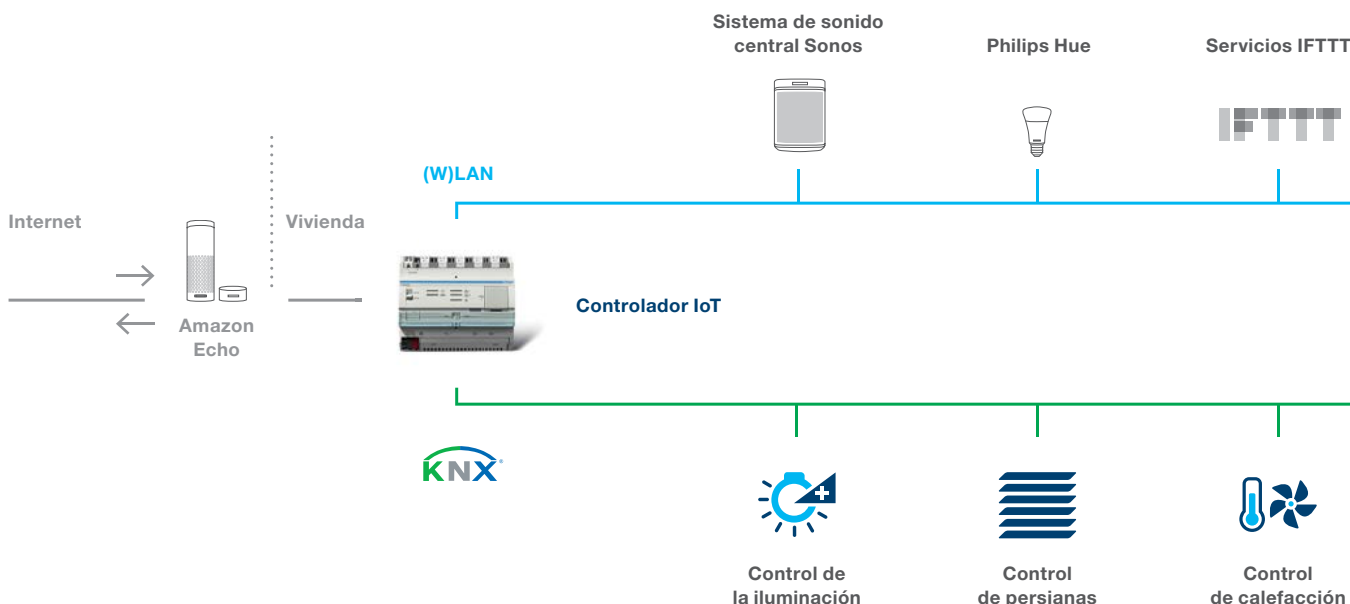 Sistema de sonido
central Sonos
Philips Hue
Servicios IFTTT
IFTTT
(W)LAN
Internet
Vivienda
Controlador IoT
Amazon
Echo
KNX®
Control de
la iluminación
Control
de persianas
Control
de calefacción